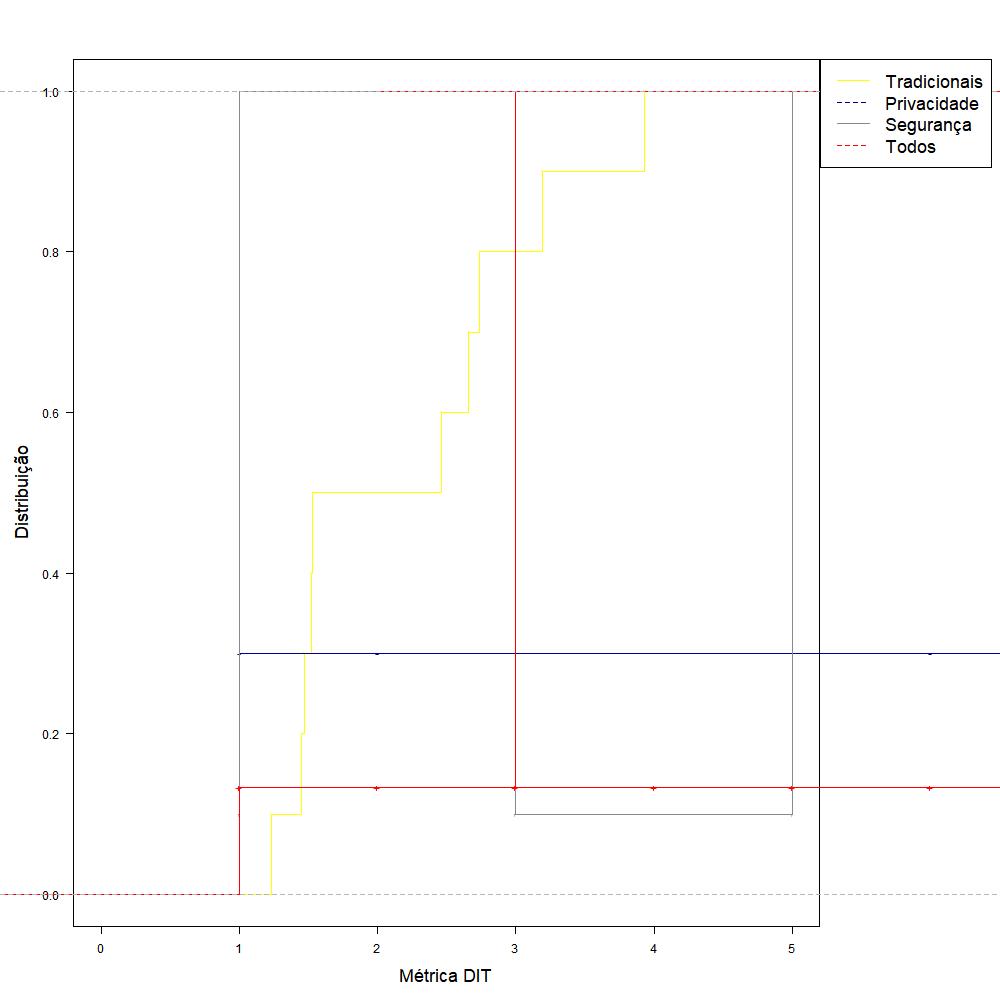 Tradicionais
Privacidade
Segurança
Todos
1.0
0.8
0.6
0.4
0.2
0.0
Distribuição
0 1 2 3 4 5
Métrica DIT